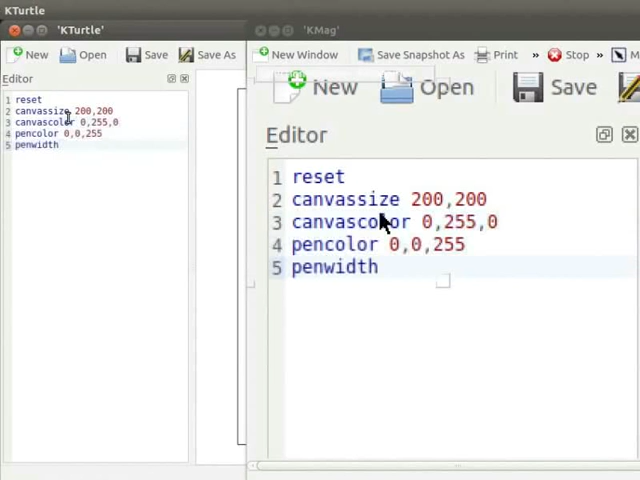 KTurtle
'KTurtle'
New Open Save Save As
Editor
1 reset
2 canvassize 200,200
3 canvascolor 0,255,0
4 pencolor 0,0,255
5 penwidth
'KMag'
New Window Save Snapshot As Print » Stop » M
New Open Save
Editor
1 reset
2 canvassize 200,200
3 canvascolor 0,255,0
4 pencolor 0,0,255
5 penwidth